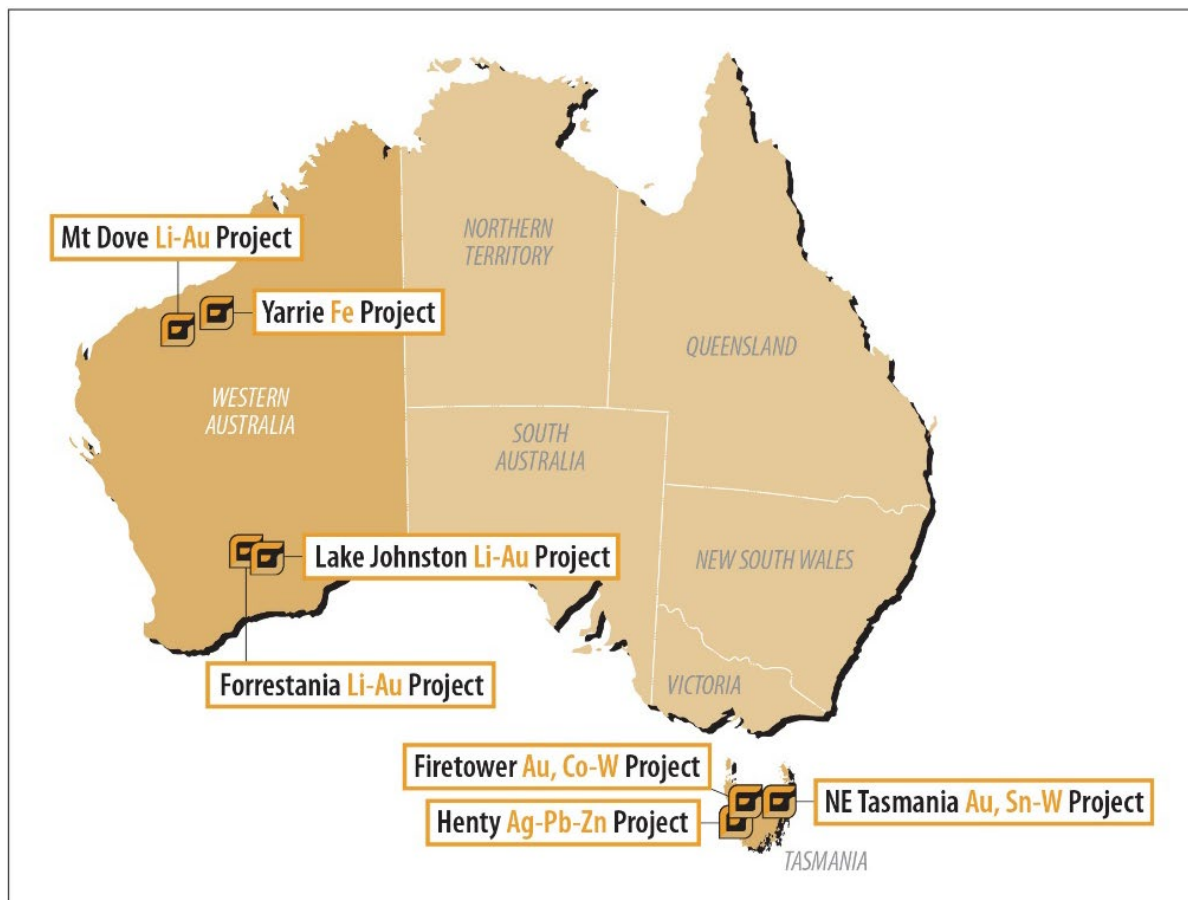 NORTHERN
TERRITORY
Mt Dove Li-Au Project
Yarrie Fe Project
QUEENSLAND
WESTERN
AUSTRALIA
SOUTH
AUSTRALIA
Lake Johnston Li-Au Project
NEW SOUTH WALES
Forrestania Li-Au Project
VICTORIA
Firetower Au, Co-W Project
NE Tasmania Au, Sn-W Project
Henty Ag-Pb-Zn Project
TASMANIA